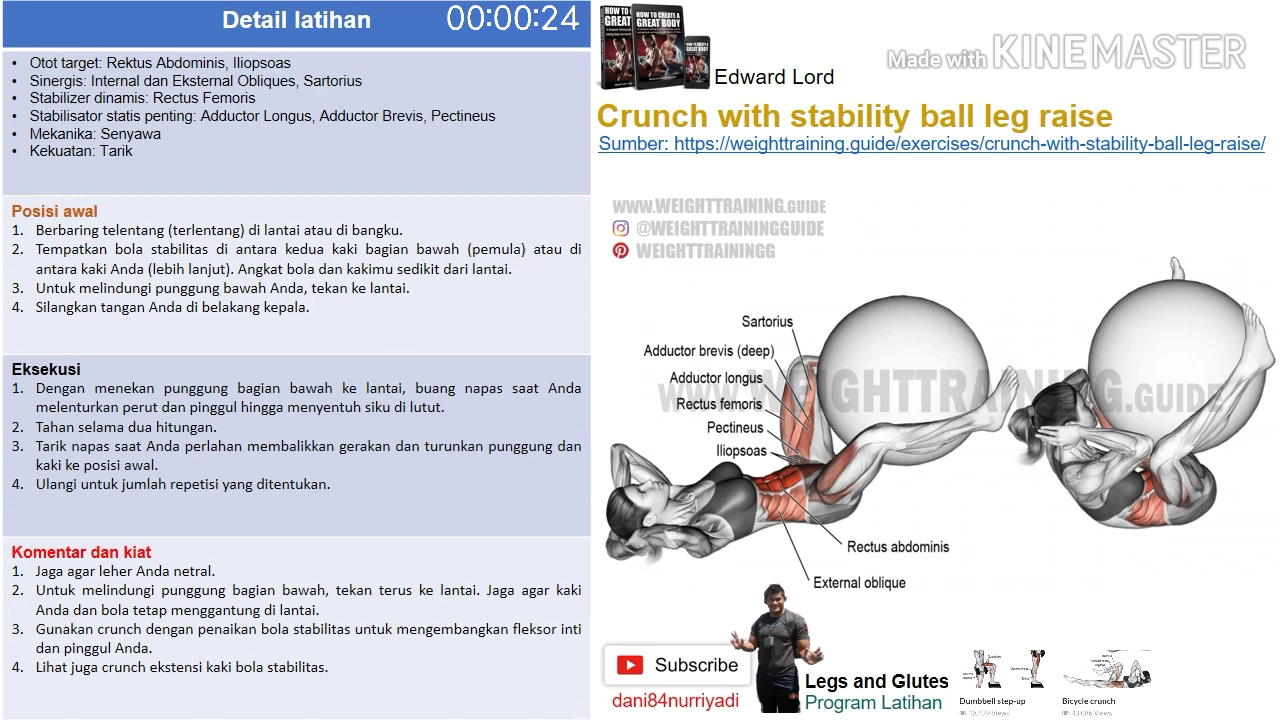 Detail latihan
00:00:24
• Otot target: Rektus Abdominis, Iliopsoas
• Sinergis: Internal dan Eksternal Obliques, Sartorius
• Stabilizer dinamis: Rectus Femoris
• Stabilisator statis penting: Adductor Longus, Adductor Brevis, Pectineus
• Mekanika: Senyawa
• Kekuatan: Tarik
Posisi awal
1. Berbaring telentang (terlentang) di lantai atau di bangku.
2. Tempatkan bola stabilitas di antara kedua kaki bagian bawah (pemula) atau di
antara kaki Anda (lebih lanjut). Angkat bola dan kakimu sedikit dari lantai.
3. Untuk melindungi punggung bawah Anda, tekan ke lantai.
4. Silangkan tangan Anda di belakang kepala.
Eksekusi
1. Dengan menekan punggung bagian bawah ke lantai, buang napas saat Anda
melenturkan perut dan pinggul hingga menyentuh siku di lutut.
2. Tahan selama dua hitungan.
3. Tarik napas saat Anda perlahan membalikkan gerakan dan turunkan punggung dan
kaki ke posisi awal.
4. Ulangi untuk jumlah repetisi yang ditentukan.
Komentar dan kiat
1. Jaga agar leher Anda netral.
2. Untuk melindungi punggung bagian bawah, tekan terus ke lantai. Jaga agar kaki
Anda dan bola tetap menggantung di lantai.
3. Gunakan crunch dengan penaikan bola stabilitas untuk mengembangkan fleksor inti
dan pinggul Anda.
4. Lihat juga crunch ekstensi kaki bola stabilitas.
HOW TO CREATE A
GREAT BODY
Edward Lord
Made with KINEMASTER
Crunch with stability ball leg raise
Sumber: https://weighttraining.guide/exercises/crunch-with-stability-ball-leg-raise/
WWW.WEIGHTTRAINING.GUIDE
@WEIGHTTRAININGGUIDE
WEIGHTTRAININGG
WWW.WEIGHTTRAINING.GUIDE
Sartorius
Adductor brevis (deep)
Adductor longus
Rectus femoris
Pectineus
Iliopsoas
Rectus abdominis
External oblique
Subscribe
dani84nurriyadi
Legs and Glutes
Program Latihan
Dumbbell step-up
Bicycle crunch